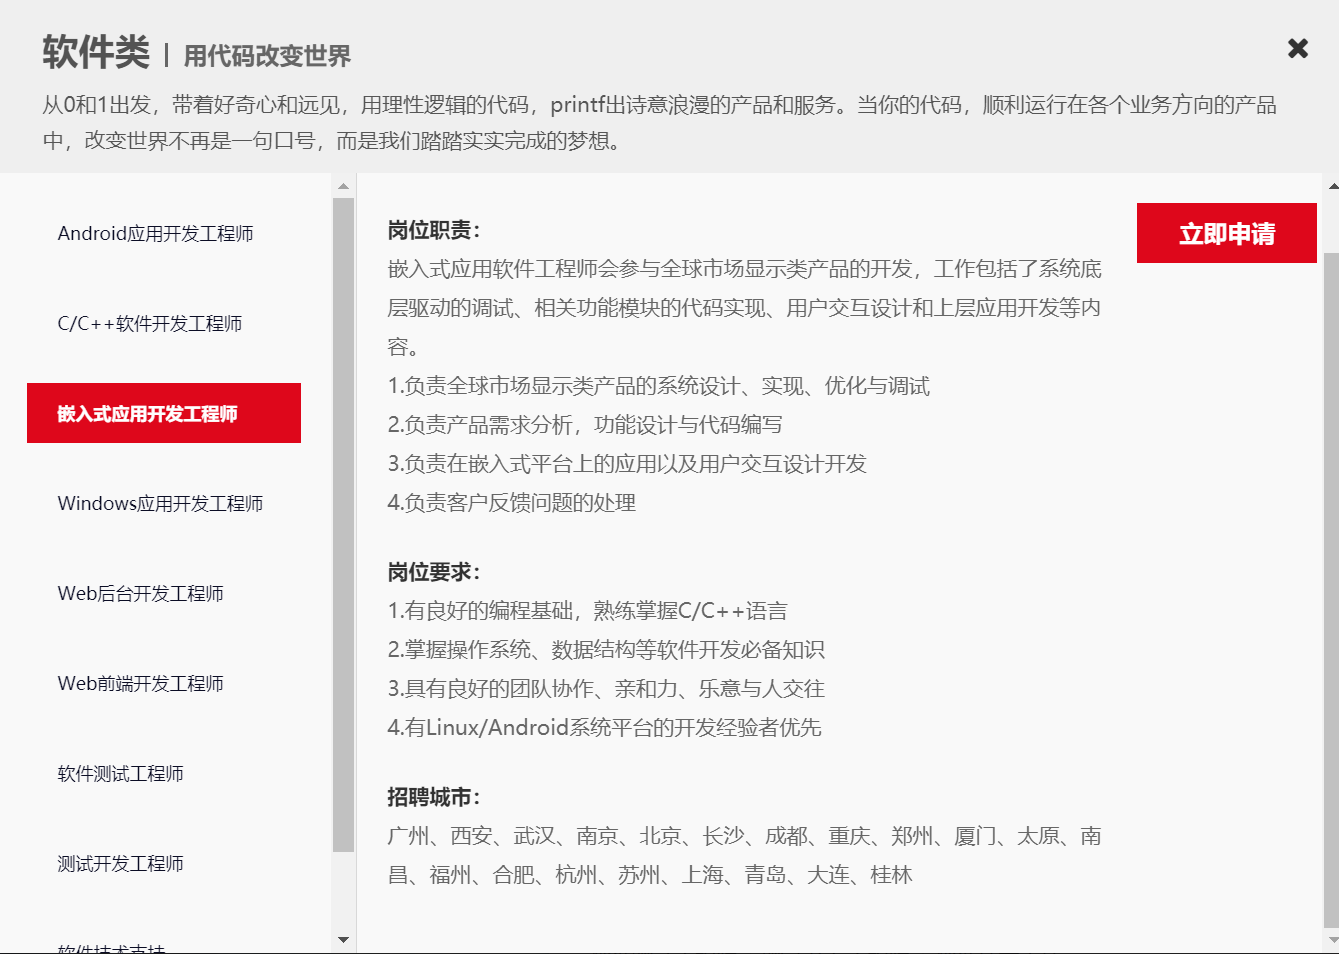 软件类 | 用代码改变世界
从0和1出发，带着好奇心和远见，用理性逻辑的代码，printf出诗意浪漫的产品和服务。当你的代码，顺利运行在各个业务方向的产品
中，改变世界不再是一句口号，而是我们踏踏实实完成的梦想。
Android应用开发工程师
C/C++软件开发工程师
嵌入式应用开发工程师
Windows应用开发工程师
Web后台开发工程师
Web前端开发工程师
软件测试工程师
测试开发工程师
软件技术支持
立即申请
岗位职责：
嵌入式应用软件工程师会参与全球市场显示类产品的开发，工作包括了系统底
层驱动的调试、相关功能模块的代码实现、用户交互设计和上层应用开发等内
容。
1.负责全球市场显示类产品的系统设计、实现、优化与调试
2.负责产品需求分析，功能设计与代码编写
3.负责在嵌入式平台上的应用以及用户交互设计开发
4.负责客户反馈问题的处理
岗位要求：
1.有良好的编程基础，熟练掌握C/C++语言
2.掌握操作系统、数据结构等软件开发必备知识
3.具有良好的团队协作、亲和力、乐意与人交往
4.有Linux/Android系统平台的开发经验者优先
招聘城市：
广州、西安、武汉、南京、北京、长沙、成都、重庆、郑州、厦门、太原、南
昌、福州、合肥、杭州、苏州、上海、青岛、大连、桂林